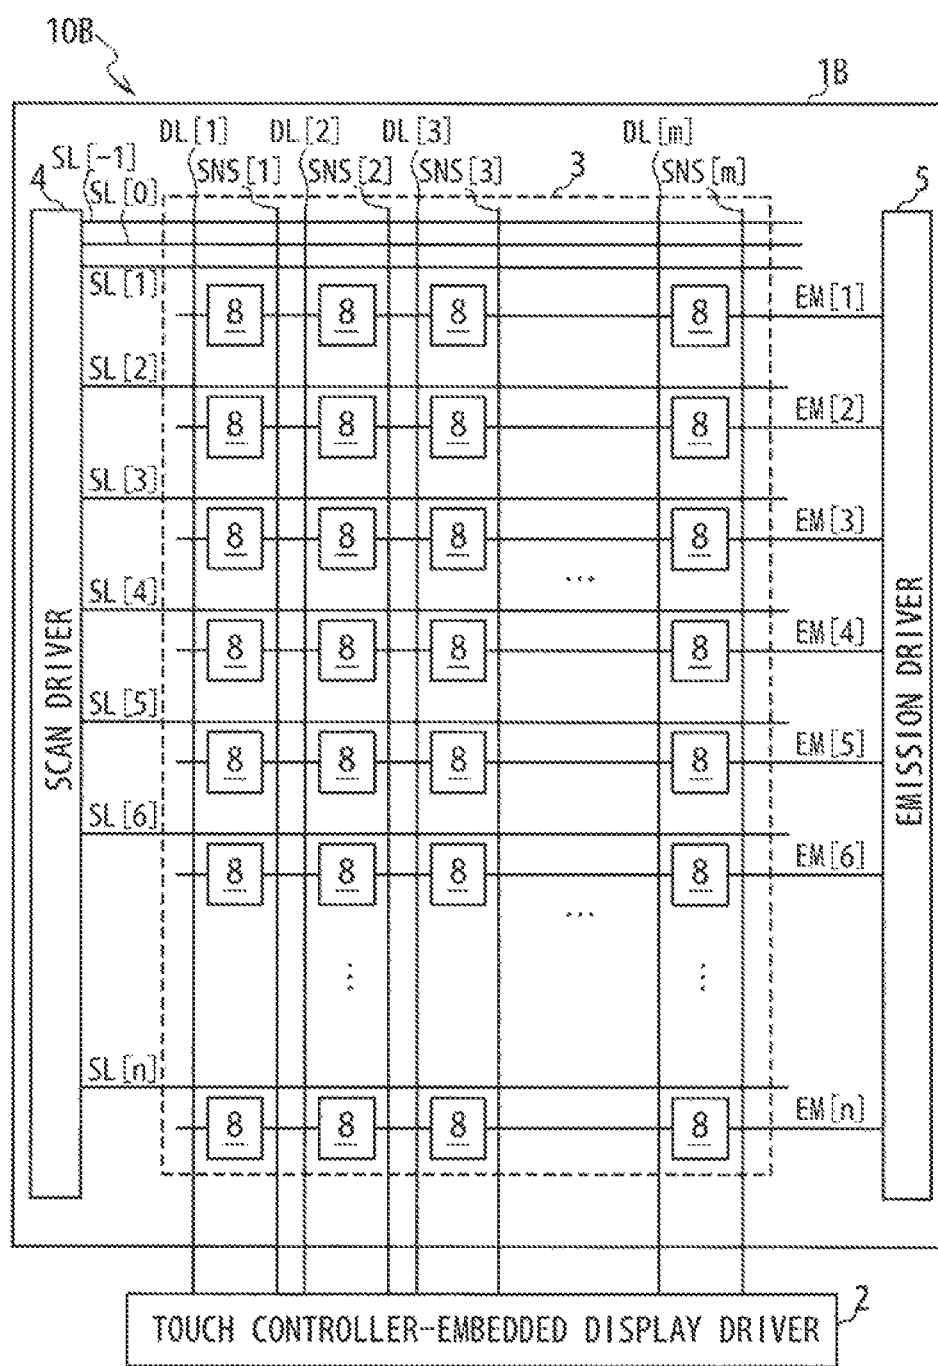 10B
1B
DL[1] DL[2] DL[3] DL[m]
SL[-1] SNS[1] SNS[2] SNS[3] 3 SNS[m]
4 SL[0] 5
SL[1] 8 8 8 8 EM[1]
SL[2]
8 8 8 8 EM[2]
SL[3]
8 8 8 8 EM[3]
...
SL[4]
8 8 8 8 EM[4]
SL[5]
8 8 8 8 EM[5]
SL[6]
8 8 8 8 EM[6]
...
... ...
SL[n]
8 8 8 8 EM[n]
SCAN DRIVER
EMISSION DRIVER
2
TOUCH CONTROLLER-EMBEDDED DISPLAY DRIVER